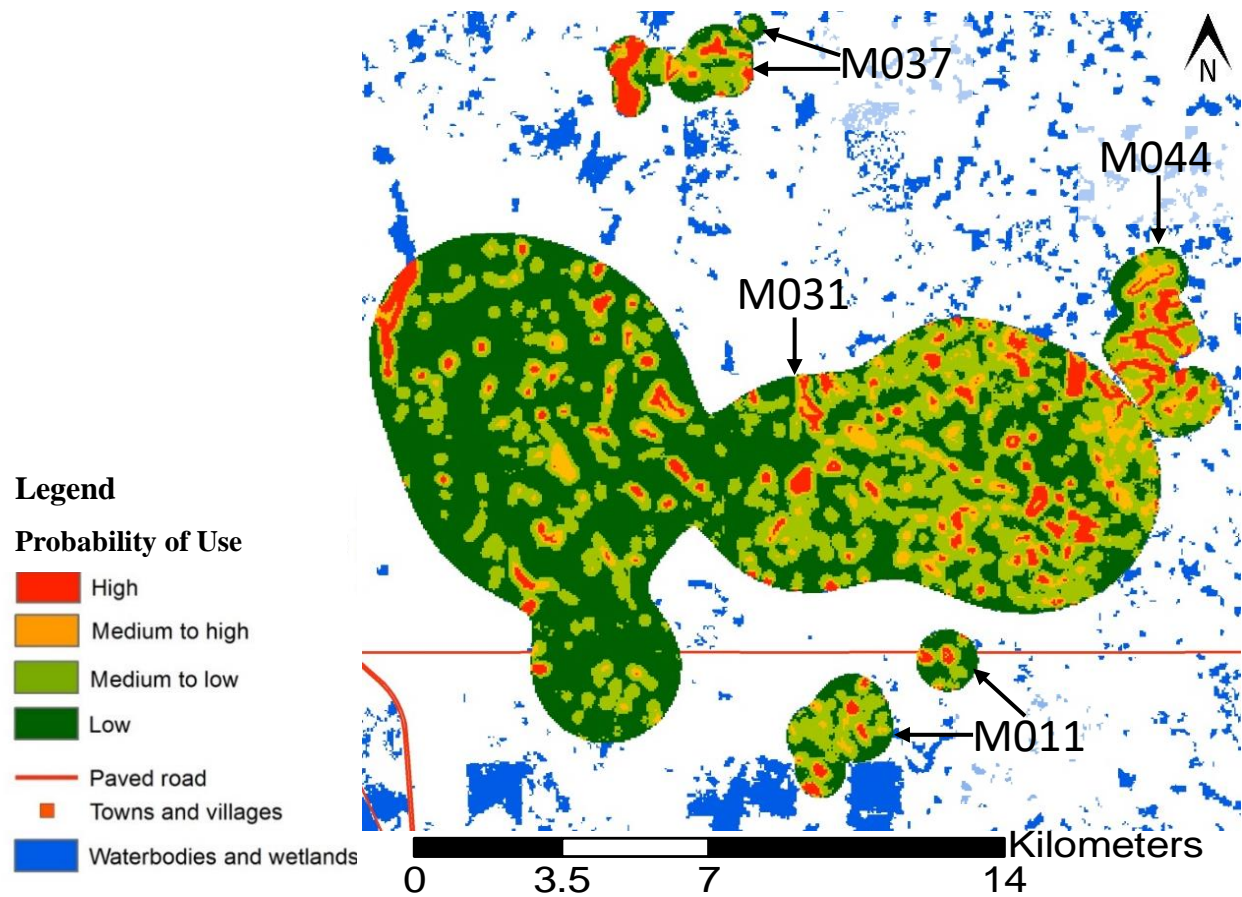 M037
N
M044
M031
Legend
Probability of Use
High
Medium to high
Medium to low
Low
Paved road
Towns and villages
Waterbodies and wetlands
M011
Kilometers
0 3.5 7 14